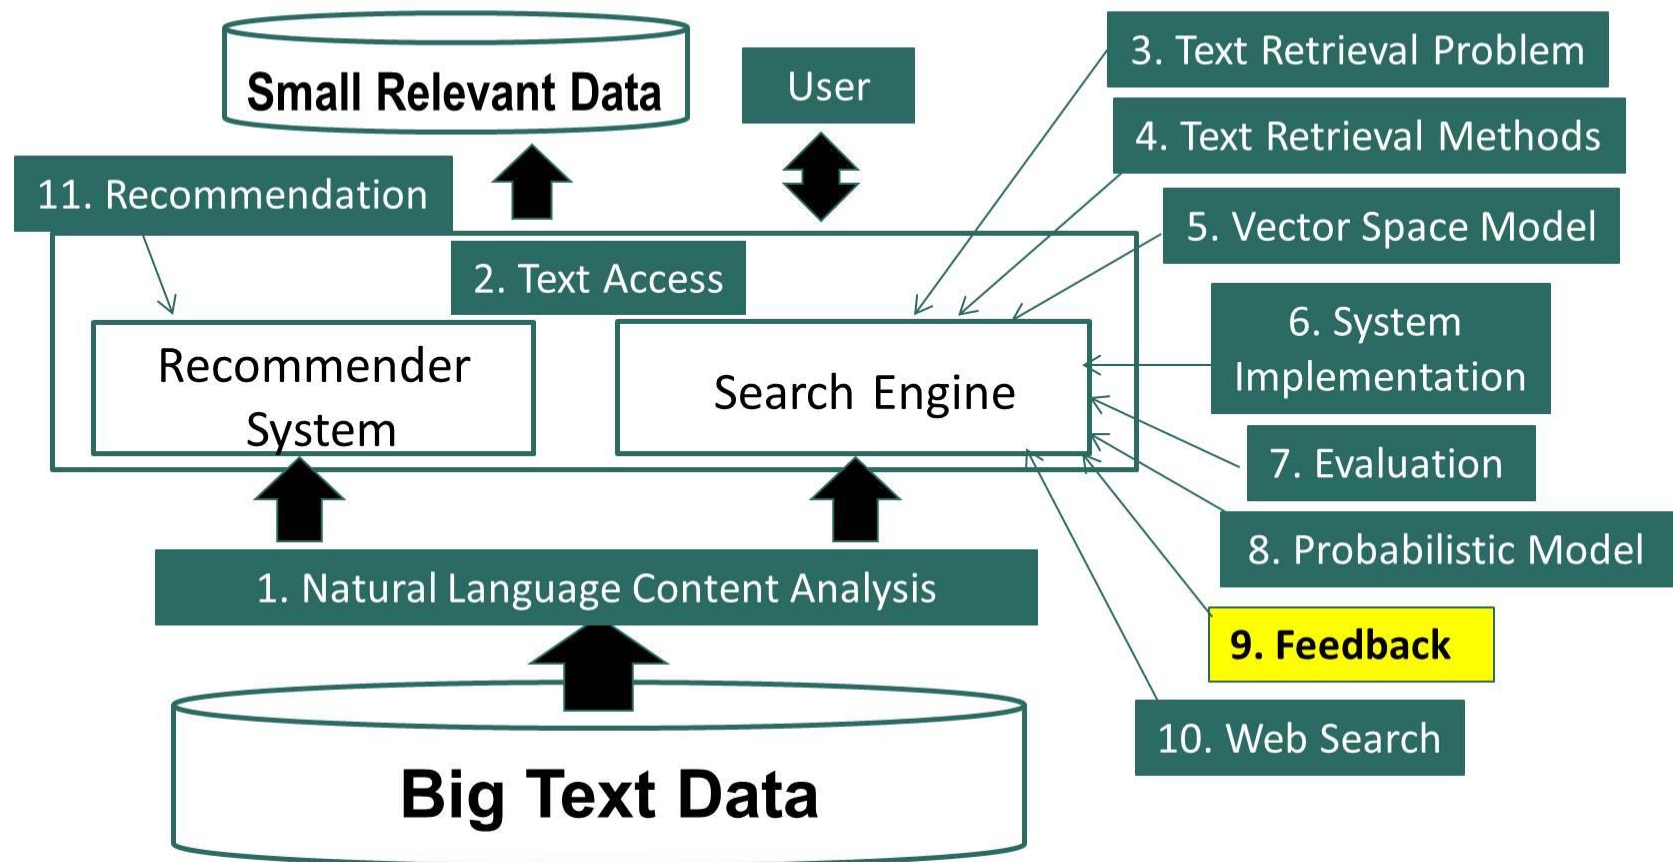 Small Relevant Data
User
3. Text Retrieval Problem
4. Text Retrieval Methods
11. Recommendation
5. Vector Space Model
2. Text Access
6. System
Implementation
Recommender
System
Search Engine
7. Evaluation
8. Probabilistic Model
1. Natural Language Content Analysis
9. Feedback
10. Web Search
Big Text Data